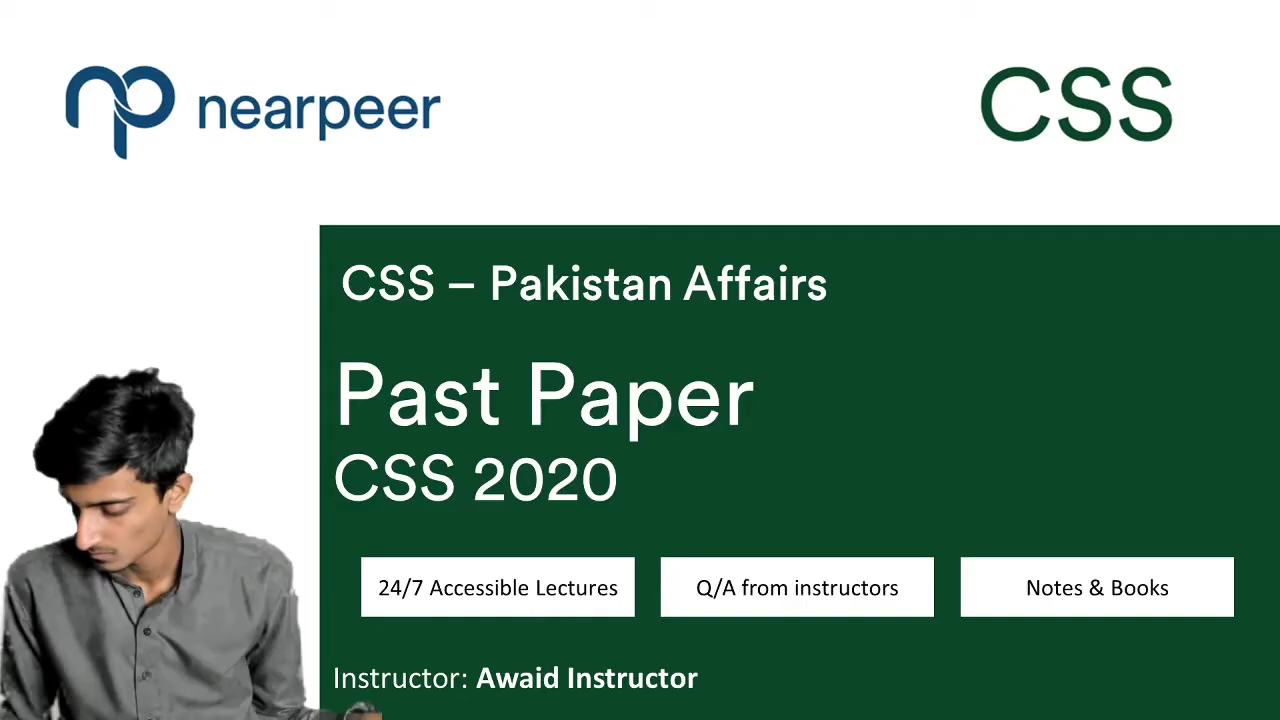 nearpeer
CSS
CSS – Pakistan Affairs
Past Paper
CSS 2020
24/7 Accessible Lectures
Q/A from instructors
Notes & Books
Instructor: Awaid Instructor